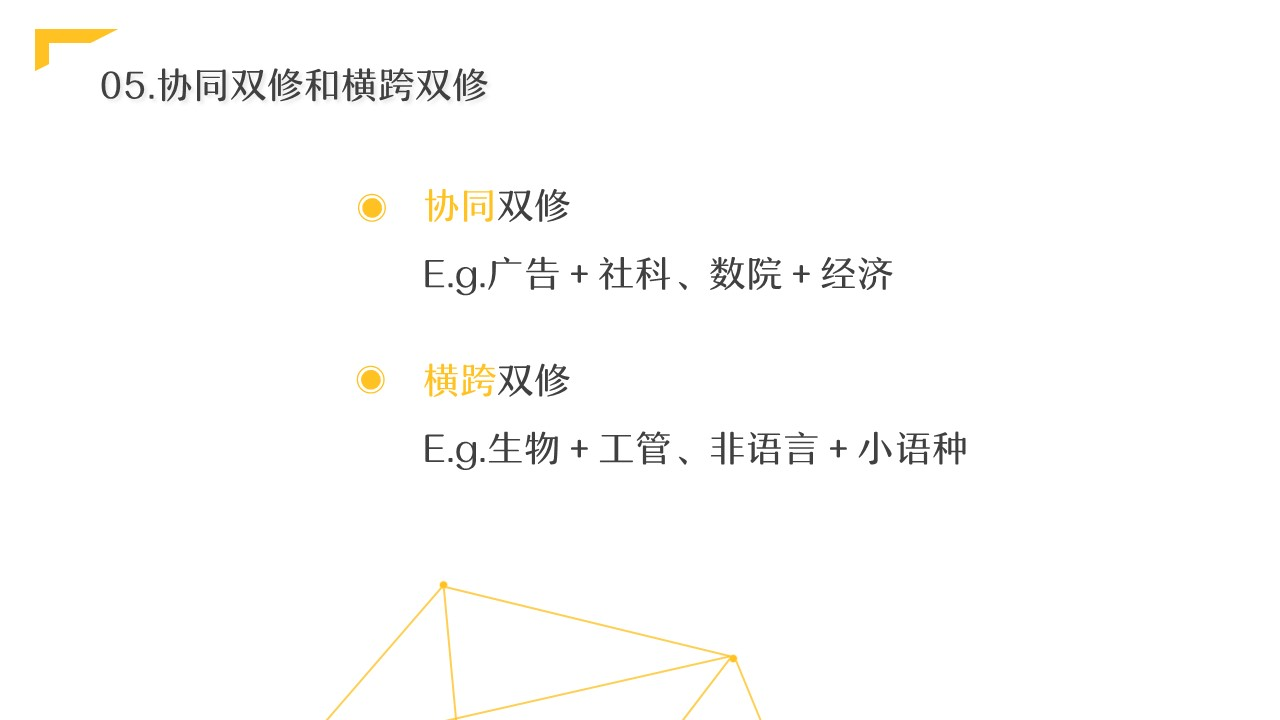 05.协同双修和横跨双修
协同双修
E.g.广告 + 社科、数院 + 经济
横跨双修
E.g.生物 + 工管、非语言 + 小语种